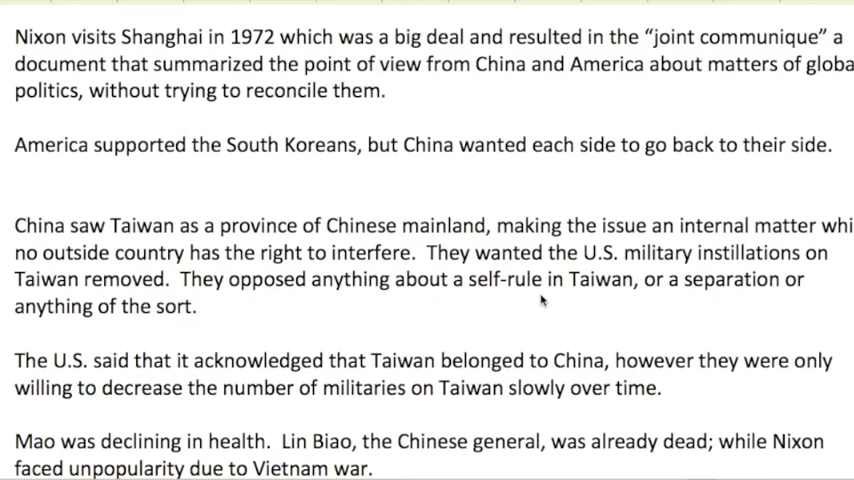 Nixon visits Shanghai in 1972 which was a big deal and resulted in the “joint communique” a
document that summarized the point of view from China and America about matters of globa
politics, without trying to reconcile them.
America supported the South Koreans, but China wanted each side to go back to their side.
China saw Taiwan as a province of Chinese mainland, making the issue an internal matter whi
no outside country has the right to interfere.  They wanted the U.S. military instillations on
Taiwan removed.  They opposed anything about a self-rule in Taiwan, or a separation or
anything of the sort.
The U.S. said that it acknowledged that Taiwan belonged to China, however they were only
willing to decrease the number of militaries on Taiwan slowly over time.
Mao was declining in health.  Lin Biao, the Chinese general, was already dead; while Nixon
faced unpopularity due to Vietnam war.